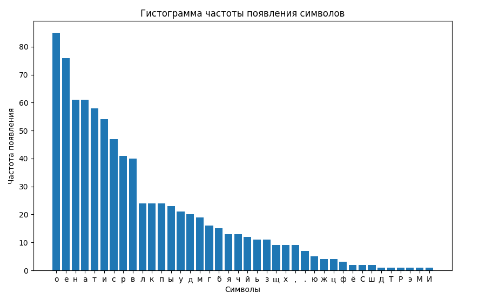 Гистограмма частоты появления символов
Частота появления
80
70
60
50
40
30
20
10
0
о е н а т и с р в л к п ы у д м г б я ч й ь з щ х , . ю ж ц ф ё С ш Д Т Р э М И
Символы